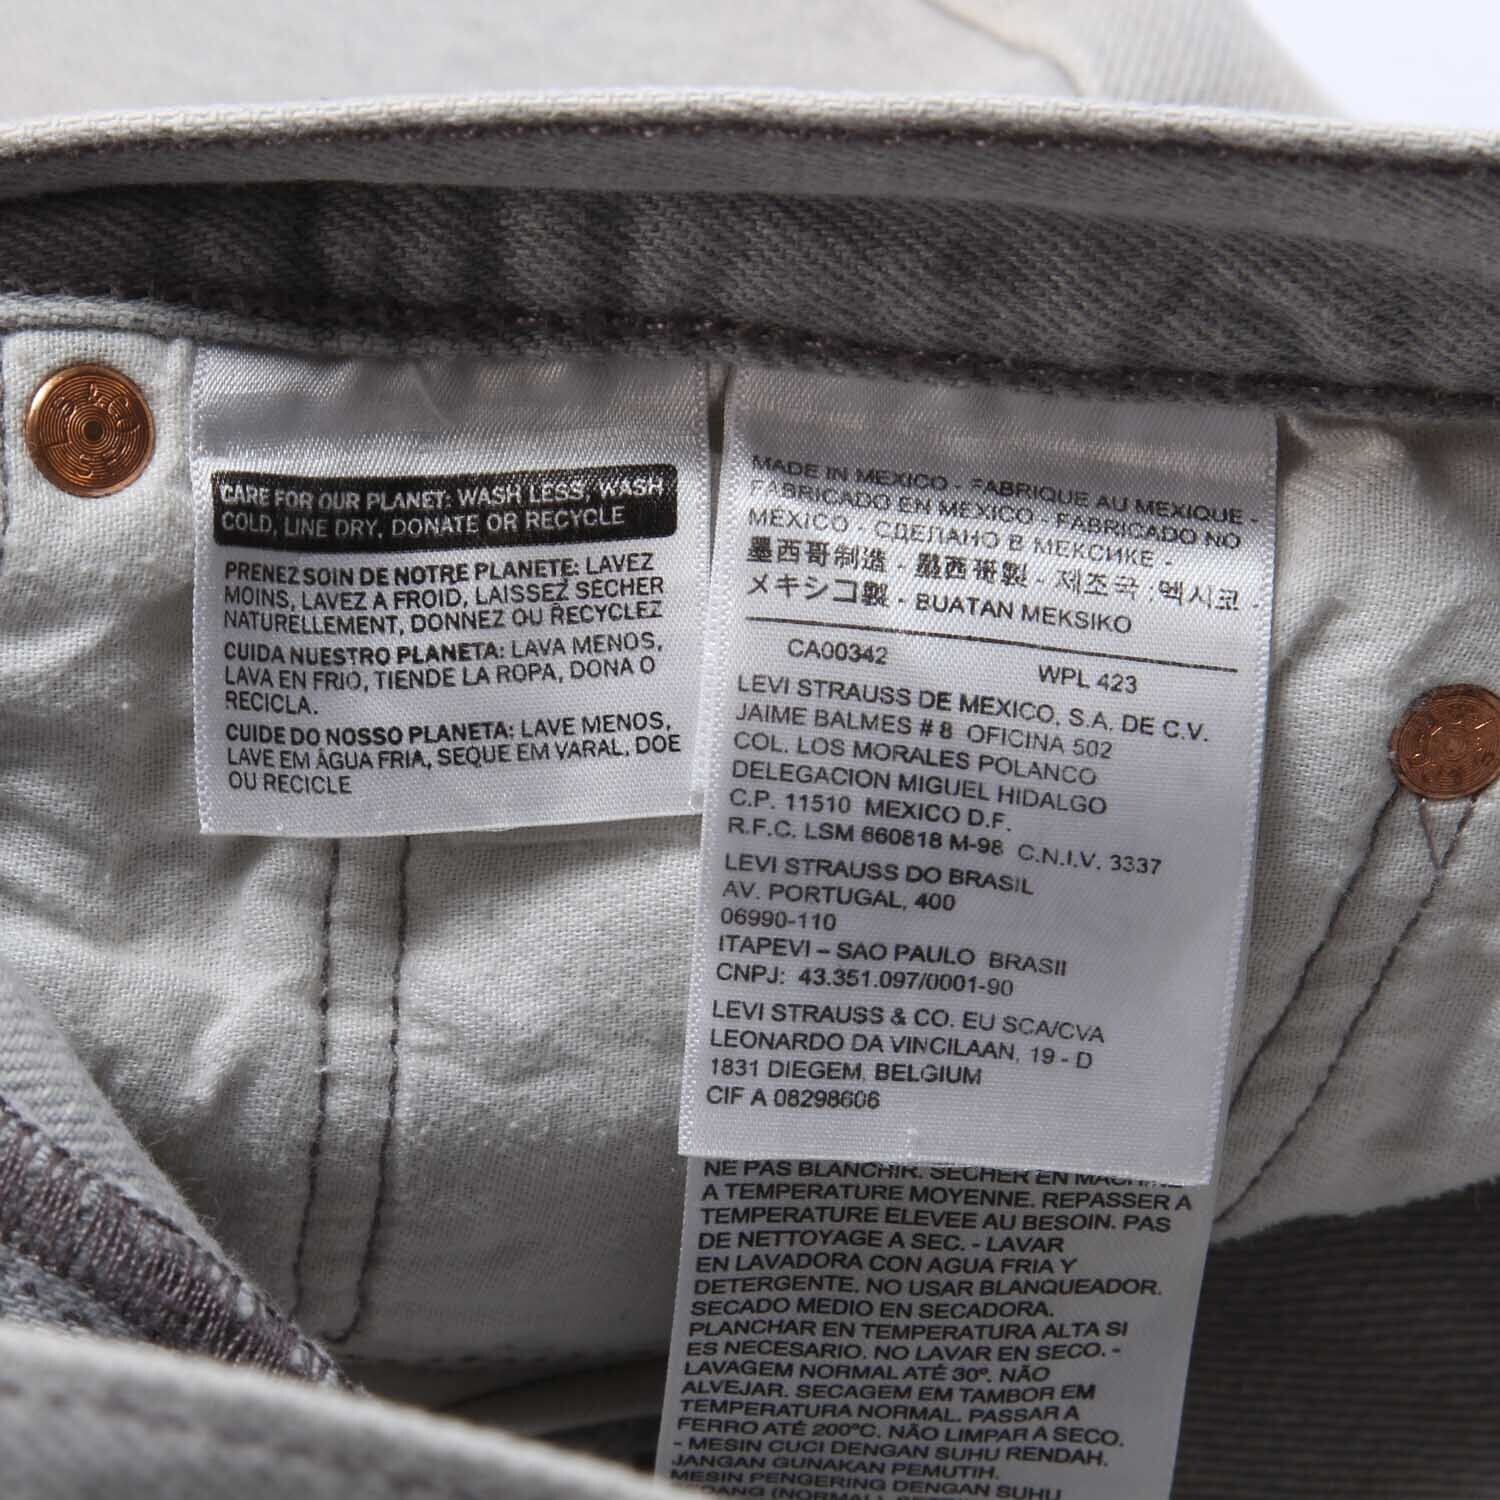 CARE FOR OUR PLANET: WASH LESS, WASH
COLD, LINE DRY, DONATE OR RECYCLE
PRENEZ SOIN DE NOTRE PLANETE: LAVEZ
MOINS, LAVEZ A FROID, LAISSEZ SÉCHER
NATURELLEMENT, DONNEZ OU RECYCLEZ
CUIDA NUESTRO PLANETA: LAVA MENOS,
LAVA EN FRIO, TIENDE LA ROPA, DONA O
RECICLA.
CUIDE DO NOSSO PLANETA: LAVE MENOS,
LAVE EM ÁGUA FRIA, SEQUE EM VARAL, DOE
OU RECICLE
MADE IN MEXICO - FABRIQUE AU MEXIQUE -
FABRICADO EN MEXICO - FABRICADO NO
MEXICO - СДЕЛАНО В МЕКСИКЕ -
墨西哥制造 - 墨西哥製 - 제조국 멕시코 -
メキシコ製 - BUATAN MEKSIKO
CA00342 WPL 423
LEVI STRAUSS DE MEXICO, S.A. DE C.V.
JAIME BALMES # 8 OFICINA 502
COL. LOS MORALES POLANCO
DELEGACION MIGUEL HIDALGO
C.P. 11510 MEXICO D.F.
R.F.C. LSM 660818 M-98 C.N.I.V. 3337
LEVI STRAUSS DO BRASIL
AV. PORTUGAL, 400
06990-110
ITAPEVI – SAO PAULO BRASIL
CNPJ: 43.351.097/0001-90
LEVI STRAUSS & CO. EU SCA/CVA
LEONARDO DA VINCILAAN, 19 - D
1831 DIEGEM, BELGIUM
CIF A 08298606
NE PAS BLANCHIR. SECHER EN MACHINE
A TEMPERATURE MOYENNE. REPASSER A
TEMPERATURE ELEVEE AU BESOIN. PAS
DE NETTOYAGE A SEC. - LAVAR
EN LAVADORA CON AGUA FRIA Y
DETERGENTE. NO USAR BLANQUEADOR.
SECADO MEDIO EN SECADORA.
PLANCHAR EN TEMPERATURA ALTA SI
ES NECESARIO. NO LAVAR EN SECO. -
LAVAGEM NORMAL ATÉ 30º. NÃO
ALVEJAR. SECAGEM EM TAMBOR EM
TEMPERATURA NORMAL. PASSAR A
FERRO ATÉ 200ºC. NÃO LIMPAR A SECO.
- MESIN CUCI DENGAN SUHU RENDAH.
JANGAN GUNAKAN PEMUTIH.
MESIN PENGERING DENGAN SUHU